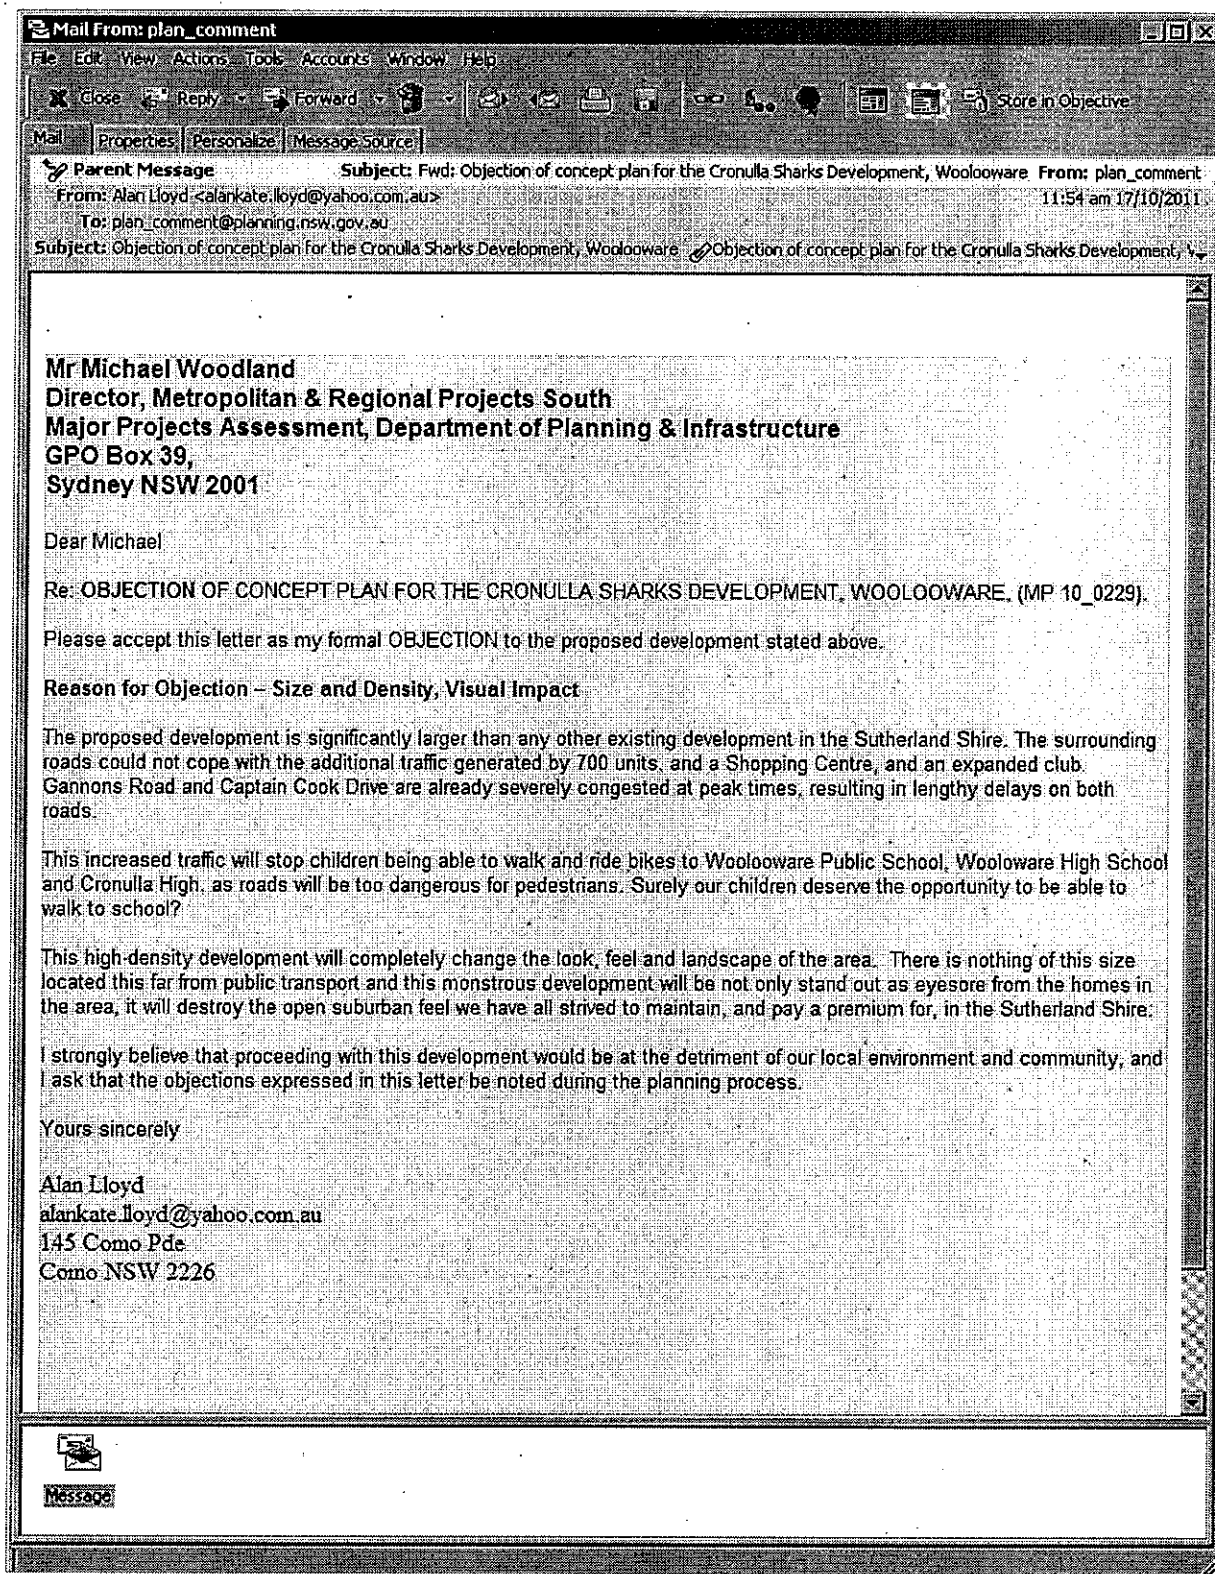 Mail From: plan_comment
File Edit View Actions Tools Accounts Window Help
Close Reply Forward Store in Objective
Mail Properties Personalize Message Source
Parent Message Subject: Fwd: Objection of concept plan for the Cronulla Sharks Development, Woolooware From: plan_comment
From: Alan Lloyd <alankate.lloyd@yahoo.com.au> 11:54 am 17/10/2011
To: plan_comment@planning.nsw.gov.au
Subject: Objection of concept plan for the Cronulla Sharks Development, Woolooware Objection of concept plan for the Cronulla Sharks Development,
Mr Michael Woodland
Director, Metropolitan & Regional Projects South
Major Projects Assessment, Department of Planning & Infrastructure
GPO Box 39,
Sydney NSW 2001
Dear Michael
Re: OBJECTION OF CONCEPT PLAN FOR THE CRONULLA SHARKS DEVELOPMENT, WOOLOOWARE, (MP 10_0229).
Please accept this letter as my formal OBJECTION to the proposed development stated above.
Reason for Objection – Size and Density, Visual Impact
The proposed development is significantly larger than any other existing development in the Sutherland Shire. The surrounding
roads could not cope with the additional traffic generated by 700 units, and a Shopping Centre, and an expanded club.
Gannons Road and Captain Cook Drive are already severely congested at peak times, resulting in lengthy delays on both
roads.
This increased traffic will stop children being able to walk and ride bikes to Woolooware Public School, Wooloware High School
and Cronulla High, as roads will be too dangerous for pedestrians. Surely our children deserve the opportunity to be able to
walk to school?
This high-density development will completely change the look, feel and landscape of the area. There is nothing of this size
located this far from public transport and this monstrous development will be not only stand out as eyesore from the homes in
the area, it will destroy the open suburban feel we have all strived to maintain, and pay a premium for, in the Sutherland Shire.
I strongly believe that proceeding with this development would be at the detriment of our local environment and community, and
I ask that the objections expressed in this letter be noted during the planning process.
Yours sincerely
Alan Lloyd
alankate.lloyd@yahoo.com.au
145 Como Pde
Como NSW 2226
Message